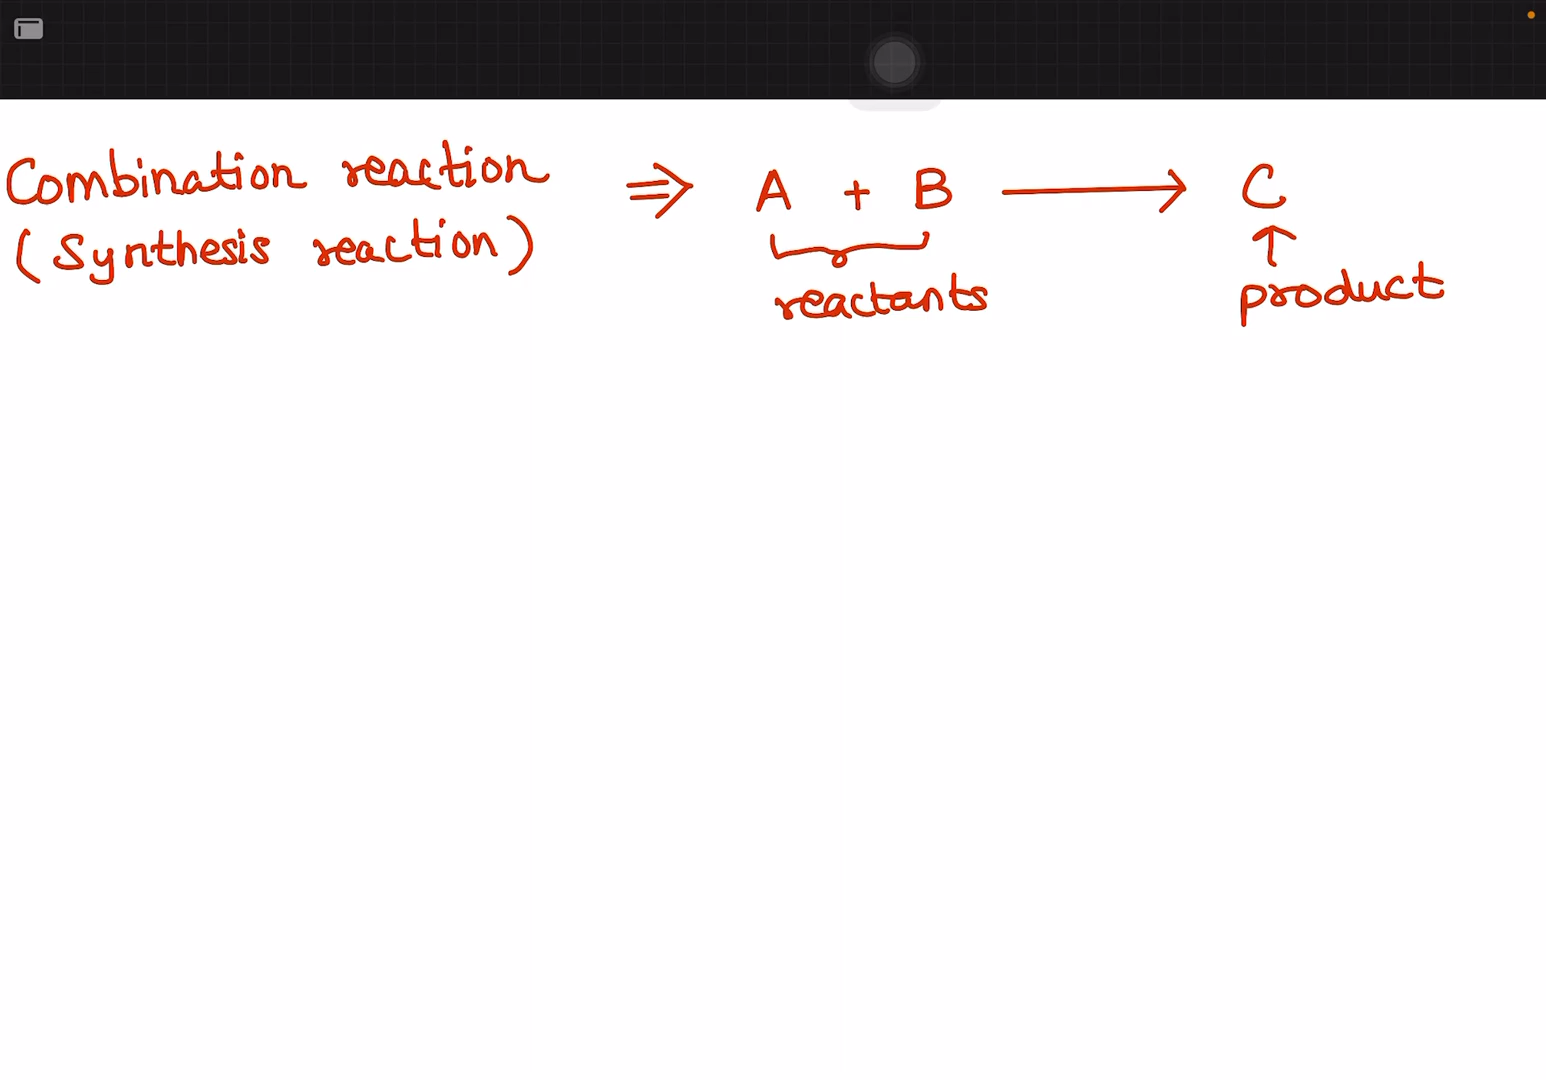 Combination reaction ⇒ A + B ⟶ C
(Synthesis reaction) reactants ↑ product